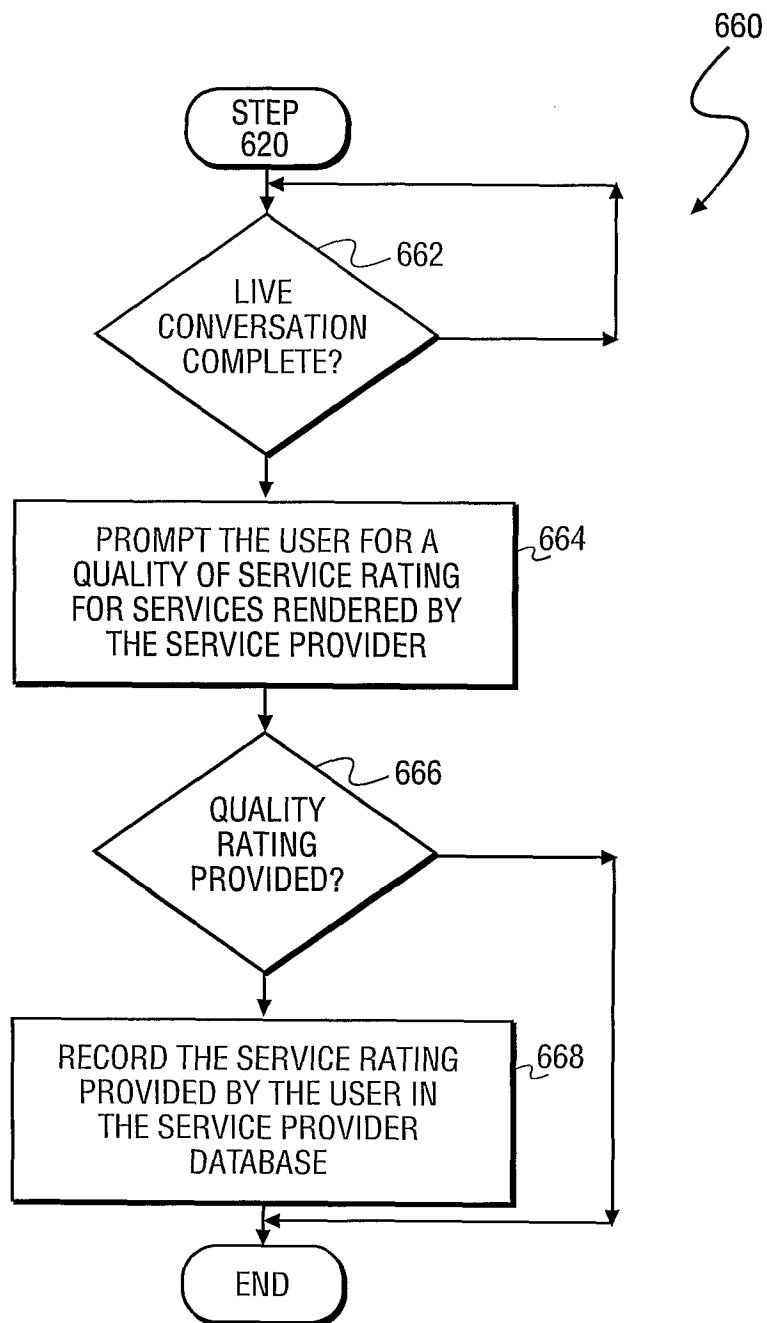 660
STEP
620
662
LIVE
CONVERSATION
COMPLETE?
664
PROMPT THE USER FOR A
QUALITY OF SERVICE RATING
FOR SERVICES RENDERED BY
THE SERVICE PROVIDER
666
QUALITY
RATING
PROVIDED?
668
RECORD THE SERVICE RATING
PROVIDED BY THE USER IN
THE SERVICE PROVIDER
DATABASE
END